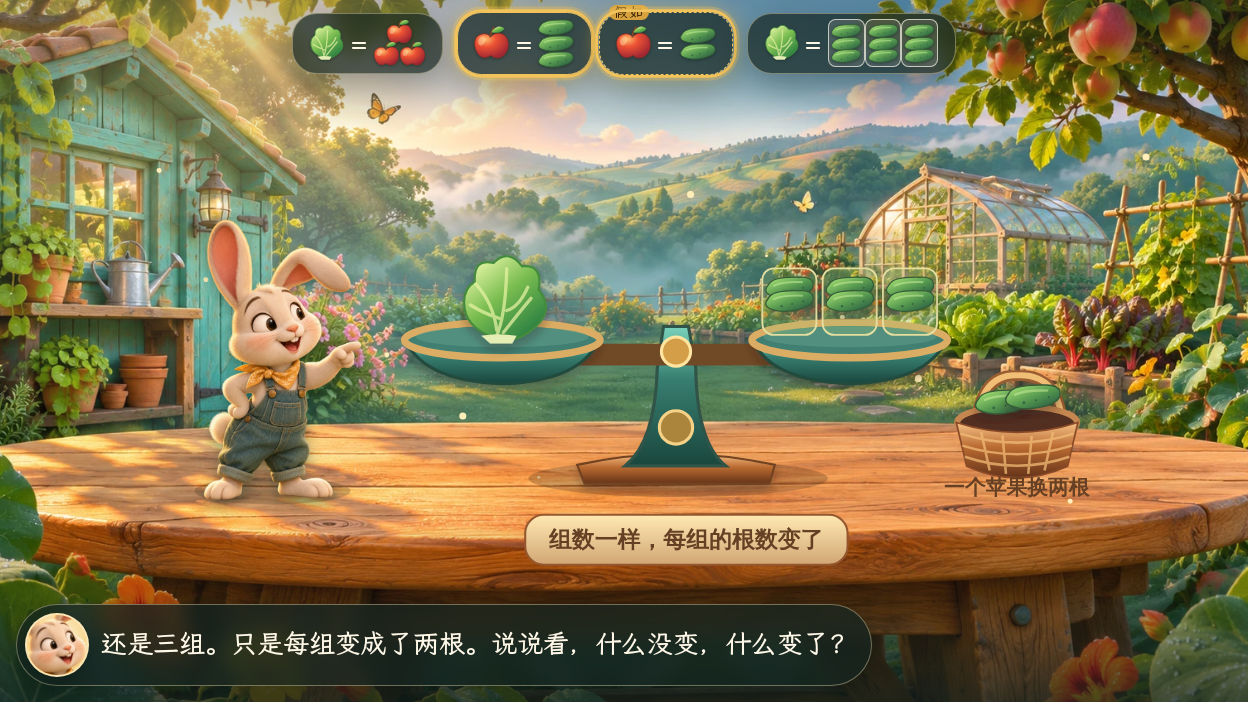 假如
=
=
=
=
一个苹果换两根
组数一样，每组的根数变了
还是三组。只是每组变成了两根。说说看，什么没变，什么变了？